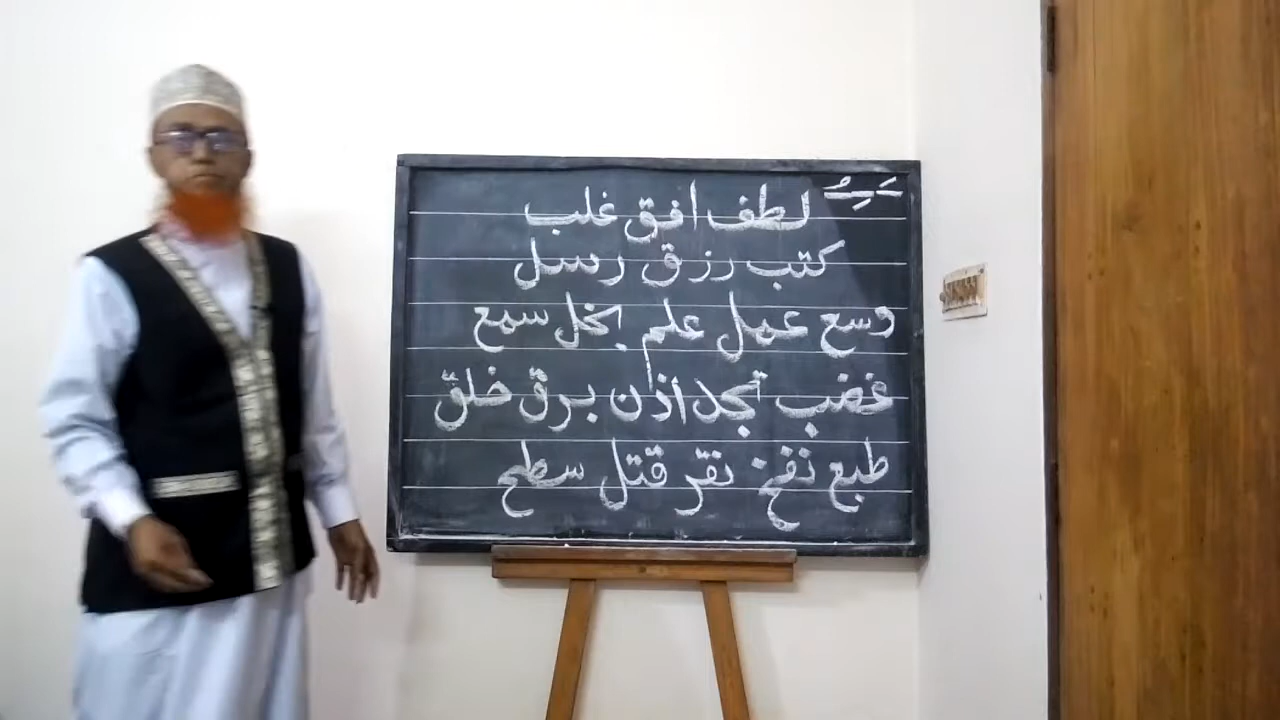 ـَـِـُ لطف افق غلب
كتب رزق رسل
وسع عمل علم بخل سمع
غضب تجد اذن برق خلق
طبع نفخ نقر قتل سطح